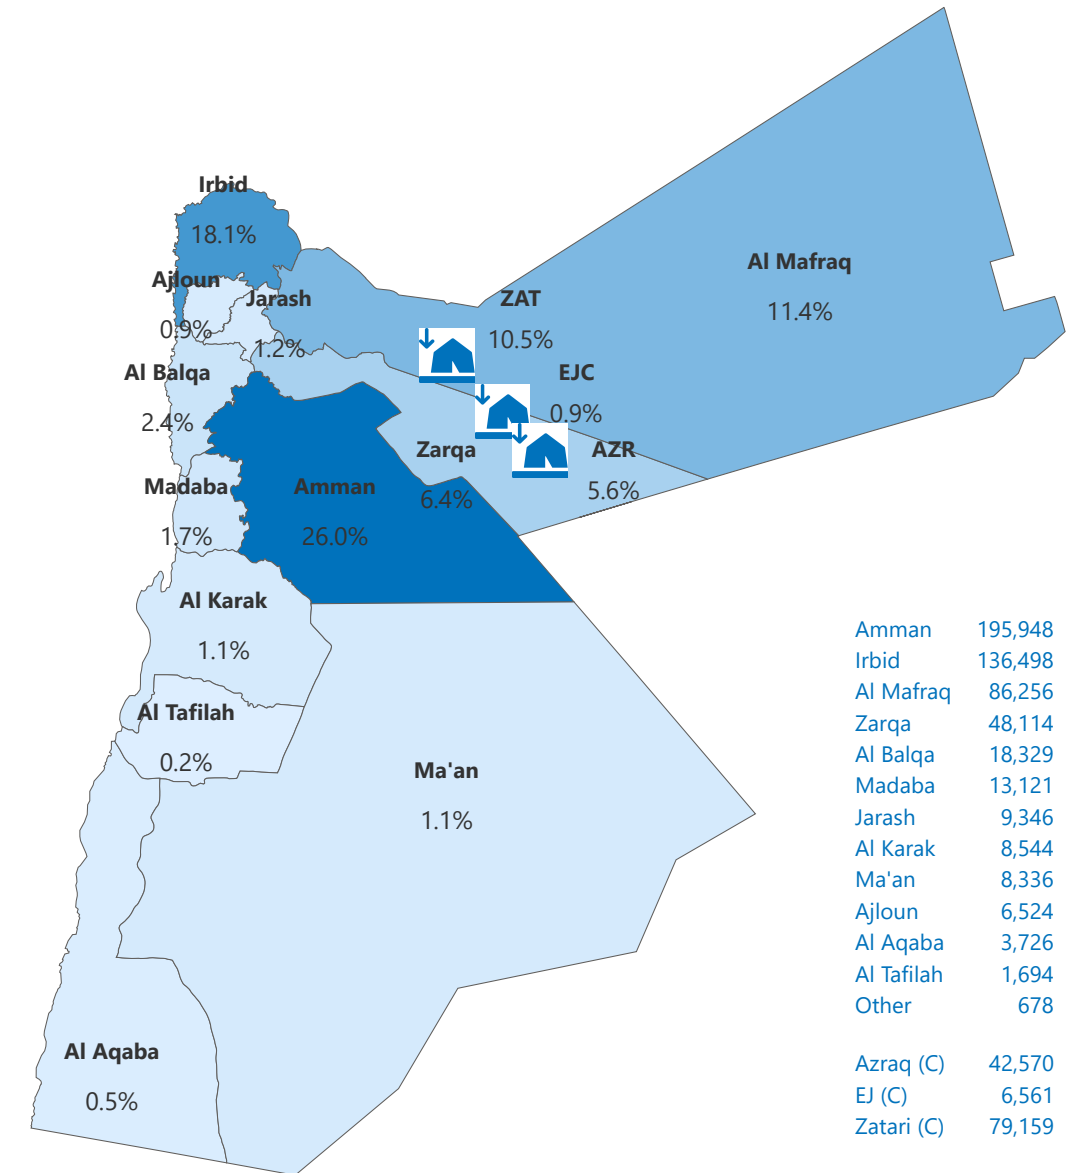 Irbid
18.1%
Al Mafraq
11.4%
Ajloun
0.9%
Jarash
1.2%
ZAT
10.5%
EJC
0.9%
Al Balqa
2.4%
Zarqa
6.4%
AZR
5.6%
Madaba
1.7%
Amman
26.0%
Al Karak
1.1%
Al Tafilah
0.2%
Ma'an
1.1%
Al Aqaba
0.5%
Amman 195,948
Irbid 136,498
Al Mafraq 86,256
Zarqa 48,114
Al Balqa 18,329
Madaba 13,121
Jarash 9,346
Al Karak 8,544
Ma'an 8,336
Ajloun 6,524
Al Aqaba 3,726
Al Tafilah 1,694
Other 678
Azraq (C) 42,570
EJ (C) 6,561
Zatari (C) 79,159